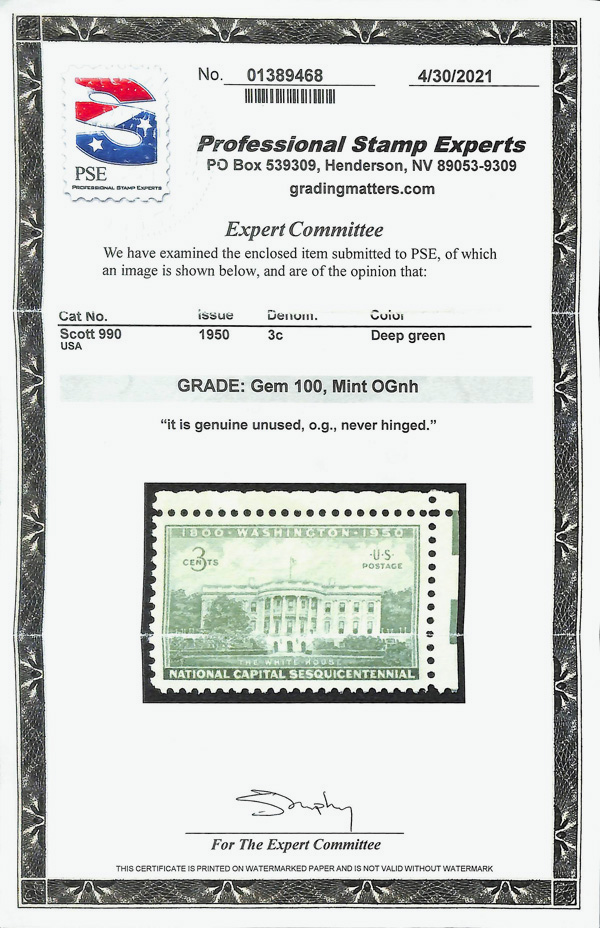 No. 01389468 4/30/2021
PSE
PROFESSIONAL STAMP EXPERTS
Professional Stamp Experts
PO Box 539309, Henderson, NV 89053-9309
gradingmatters.com
Expert Committee
We have examined the enclosed item submitted to PSE, of which
an image is shown below, and are of the opinion that:
Cat No. Issue Denom. Color
Scott 990 1950 3c Deep green
USA
GRADE: Gem 100, Mint OGnh
“it is genuine unused, o.g., never hinged.”
1800 · WASHINGTON · 1950
3 CENTS
·U·S·
POSTAGE
THE WHITE HOUSE
NATIONAL CAPITAL SESQUICENTENNIAL
For The Expert Committee
THIS CERTIFICATE IS PRINTED ON WATERMARKED PAPER AND IS NOT VALID WITHOUT WATERMARK